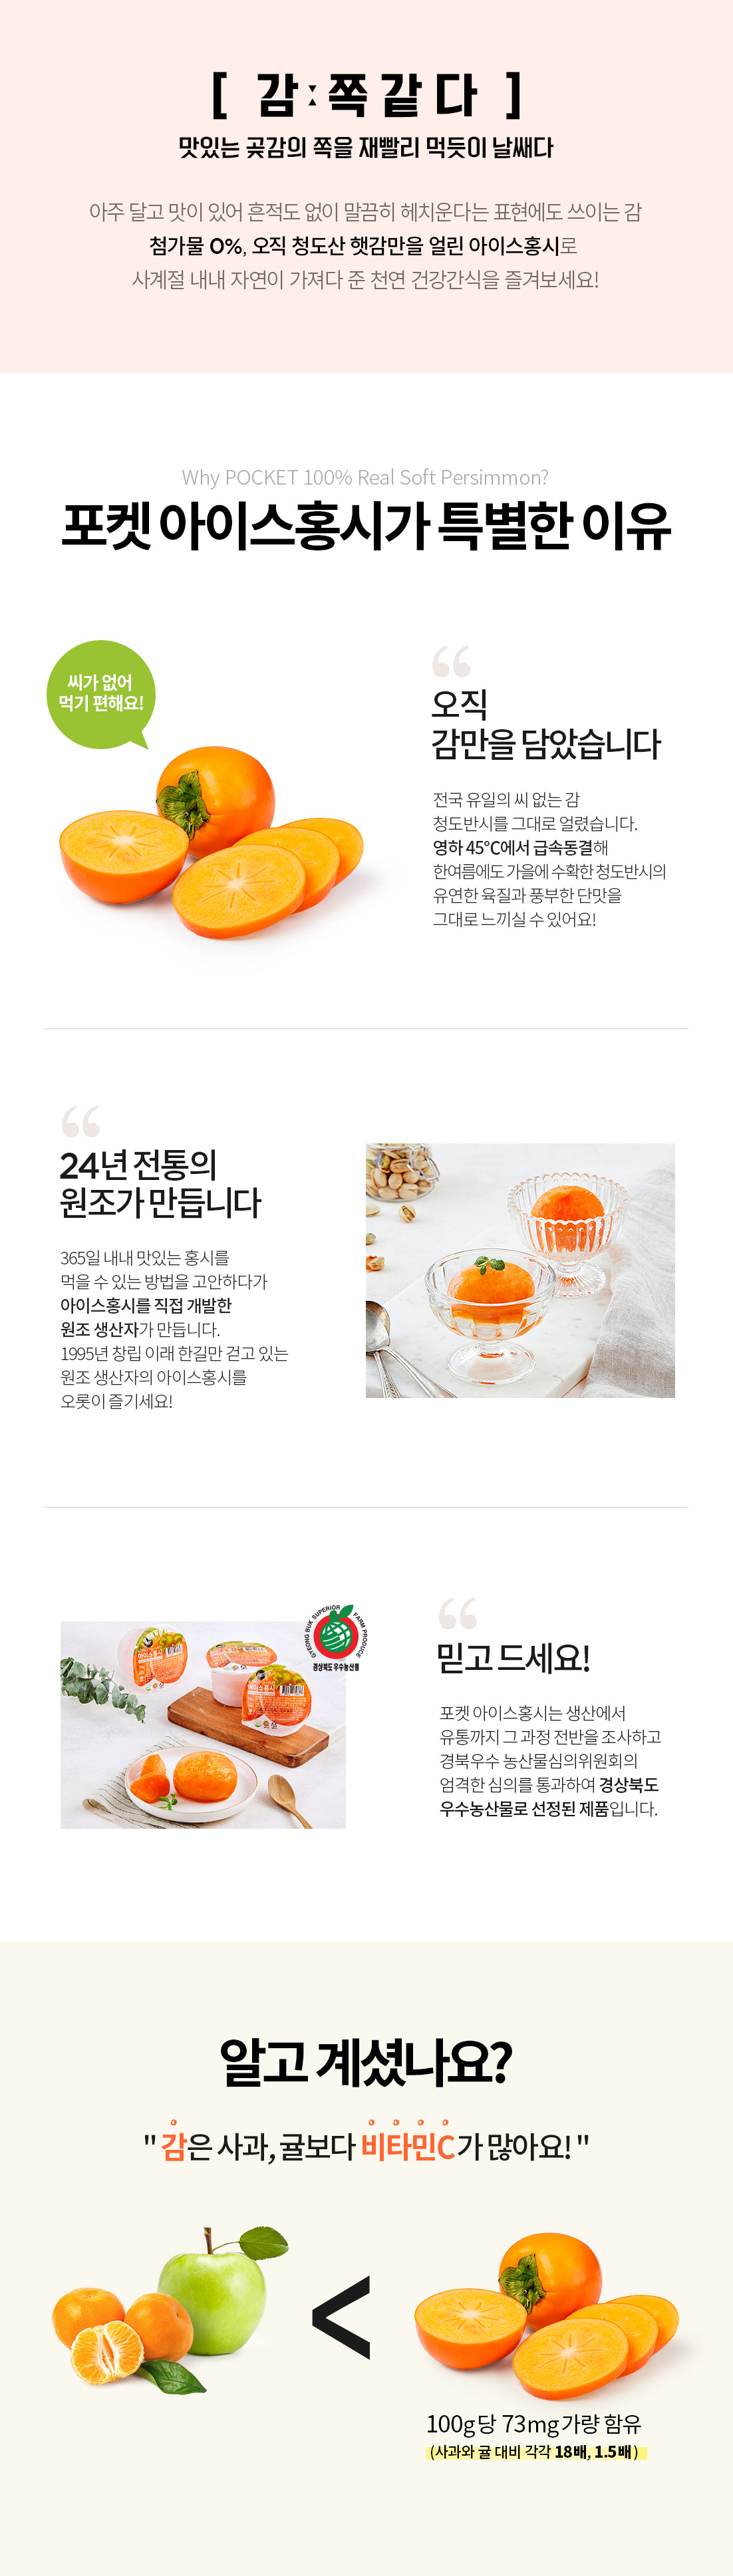 [ 감:쪽같다 ]
맛있는 곶감의 쪽을 재빨리 먹듯이 날쌔다
아주 달고 맛이 있어 흔적도 없이 말끔히 헤치운다는 표현에도 쓰이는 감
첨가물 0%, 오직 청도산 햇감만을 얼린 아이스홍시로
사계절 내내 자연이 가져다 준 천연 건강간식을 즐겨보세요!
Why POCKET 100% Real Soft Persimmon?
포켓 아이스홍시가 특별한 이유
씨가 없어
먹기 편해요!
오직
감만을 담았습니다
전국 유일의 씨 없는 감
청도반시를 그대로 얼렸습니다.
영하 45°C에서 급속동결해
한여름에도 가을에 수확한 청도반시의
유연한 육질과 풍부한 단맛을
그대로 느끼실 수 있어요!
24년 전통의
원조가 만듭니다
365일 내내 맛있는 홍시를
먹을 수 있는 방법을 고안하다가
아이스홍시를 직접 개발한
원조 생산자가 만듭니다.
1995년 창립 이래 한길만 걷고 있는
원조 생산자의 아이스홍시를
오롯이 즐기세요!
GYEONG BUK SUPERIOR FARM PRODUCE
경상북도 우수농산물
아이스홍시
아이스홍시
믿고 드세요!
포켓 아이스홍시는 생산에서
유통까지 그 과정 전반을 조사하고
경북우수 농산물심의위원회의
엄격한 심의를 통과하여 경상북도
우수농산물로 선정된 제품입니다.
알고 계셨나요?
" 감은 사과, 귤보다 비타민C가 많아요! "
<
100g당 73mg가량 함유
(사과와 귤 대비 각각 18배, 1.5배)